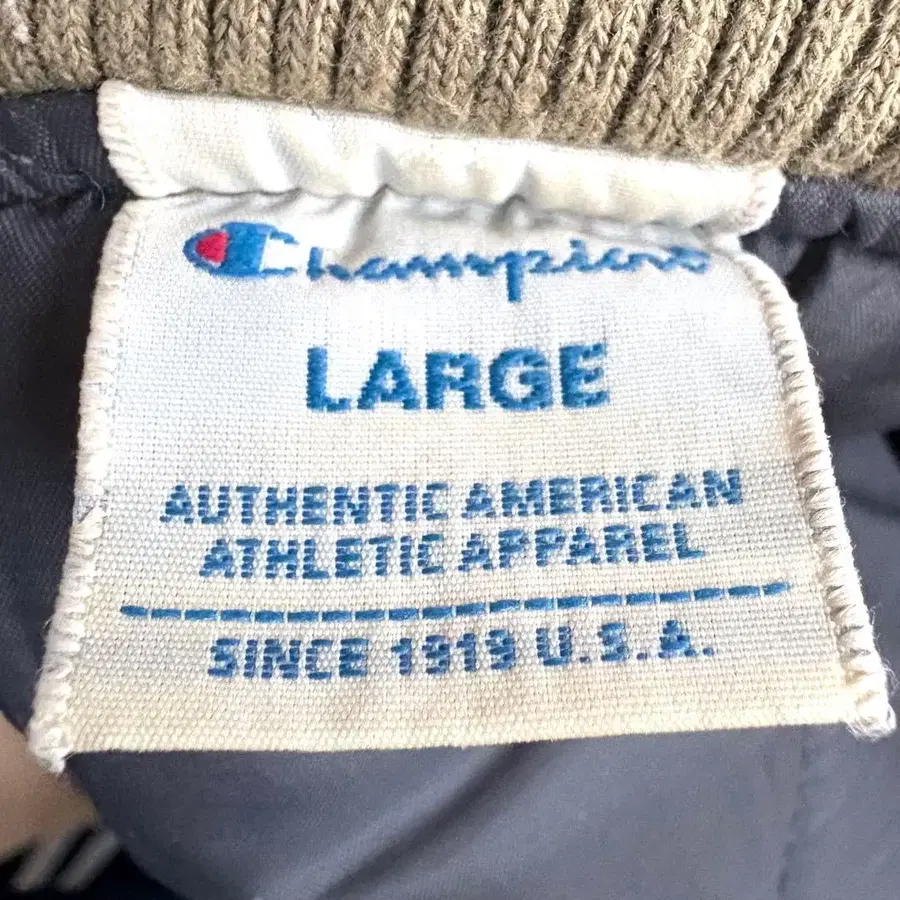 Champion
LARGE
AUTHENTIC AMERICAN
ATHLETIC APPAREL
SINCE 1919 U.S.A.